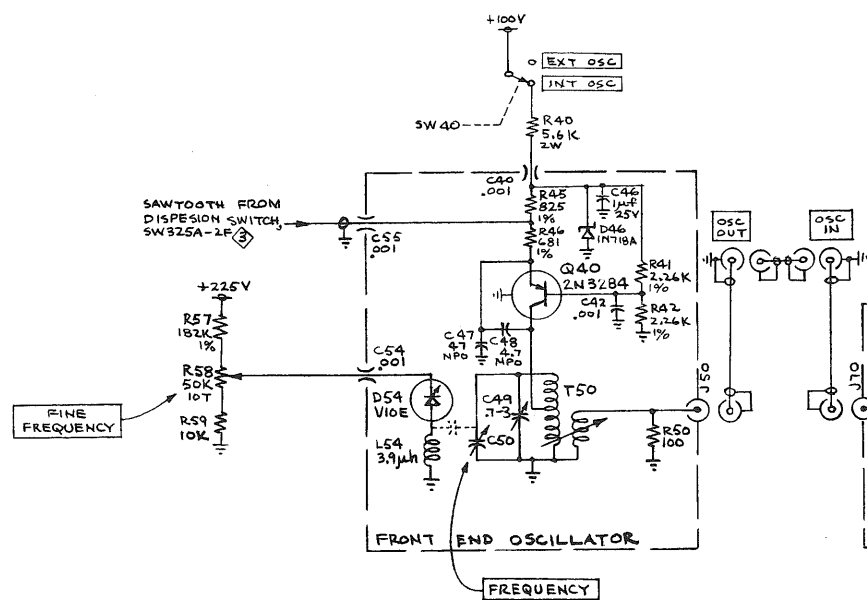 +100V
EXT OSC
INT OSC
SW40
R40
5.6K
2W
C40
.001
R45
825
1%
R46
681
1%
C46
1µf
25V
D46
1N718A
SAWTOOTH FROM
DISPESION SWITCH,
SW325A-2F 3
C55
.001
OSC
OUT
OSC
IN
Q40
2N3284
R41
2.26K
1%
R42
2.26K
1%
C42
.001
+225V
R57
182K
1%
R58
50K
10T
R59
10K
FINE
FREQUENCY
C54
.001
C47
47
NPO
C48
4.7
NPO
D54
V10E
L54
3.9µh
C49
.7-3
C50
T50
R50
100
J50
J70
FRONT END OSCILLATOR
FREQUENCY